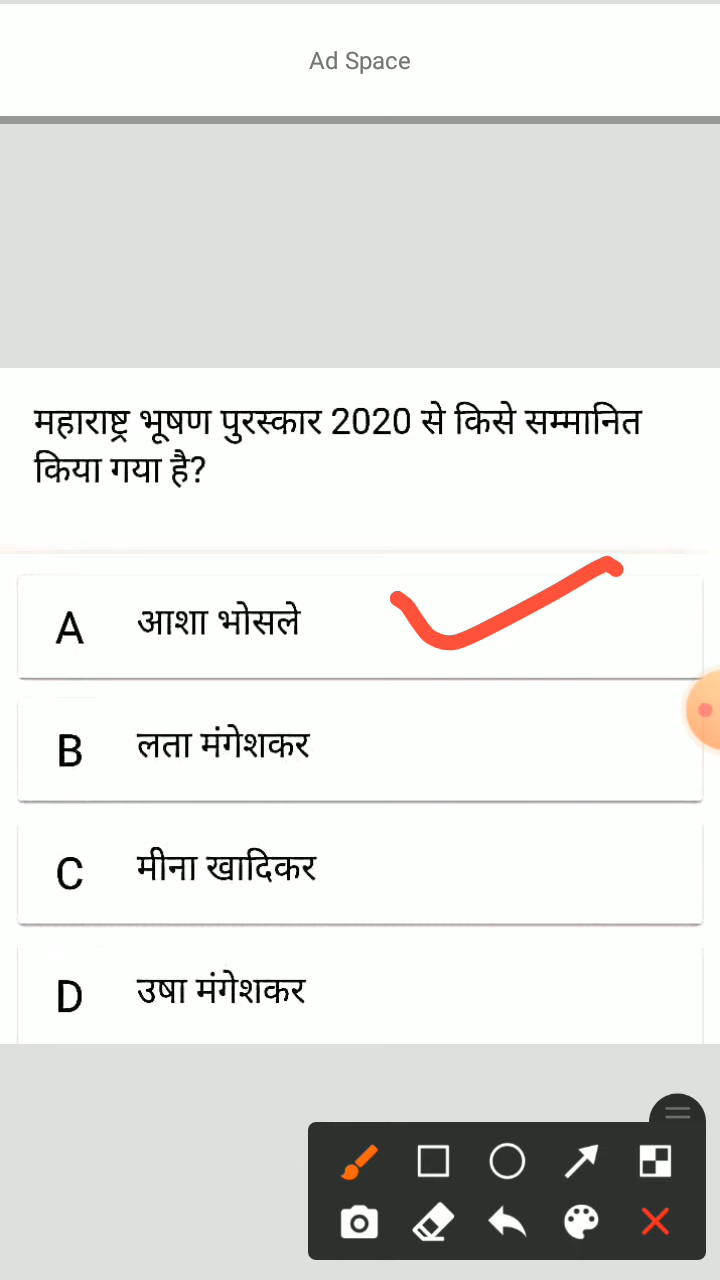 Ad Space
महाराष्ट्र भूषण पुरस्कार 2020 से किसे सम्मानित
किया गया है?
A आशा भोसले
B लता मंगेशकर
C मीना खादिकर
D उषा मंगेशकर